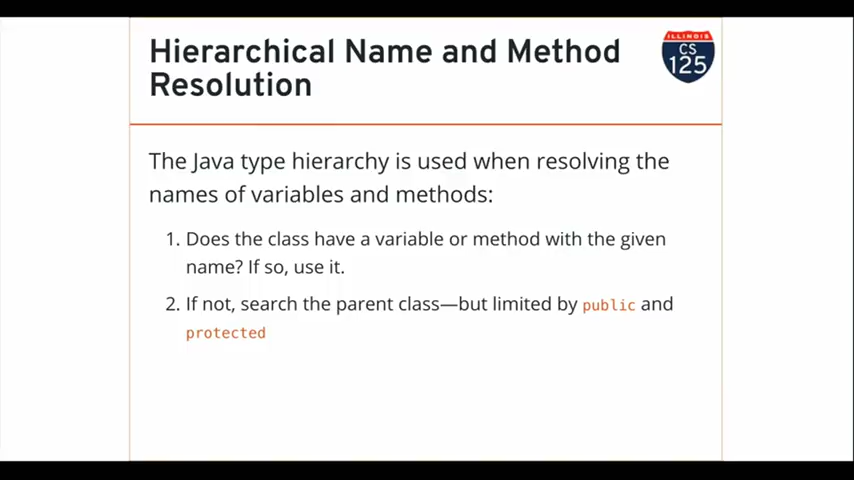 Hierarchical Name and Method
Resolution
ILLINOIS
CS
125
The Java type hierarchy is used when resolving the
names of variables and methods:
1. Does the class have a variable or method with the given
name? If so, use it.
2. If not, search the parent class—but limited by public and
protected